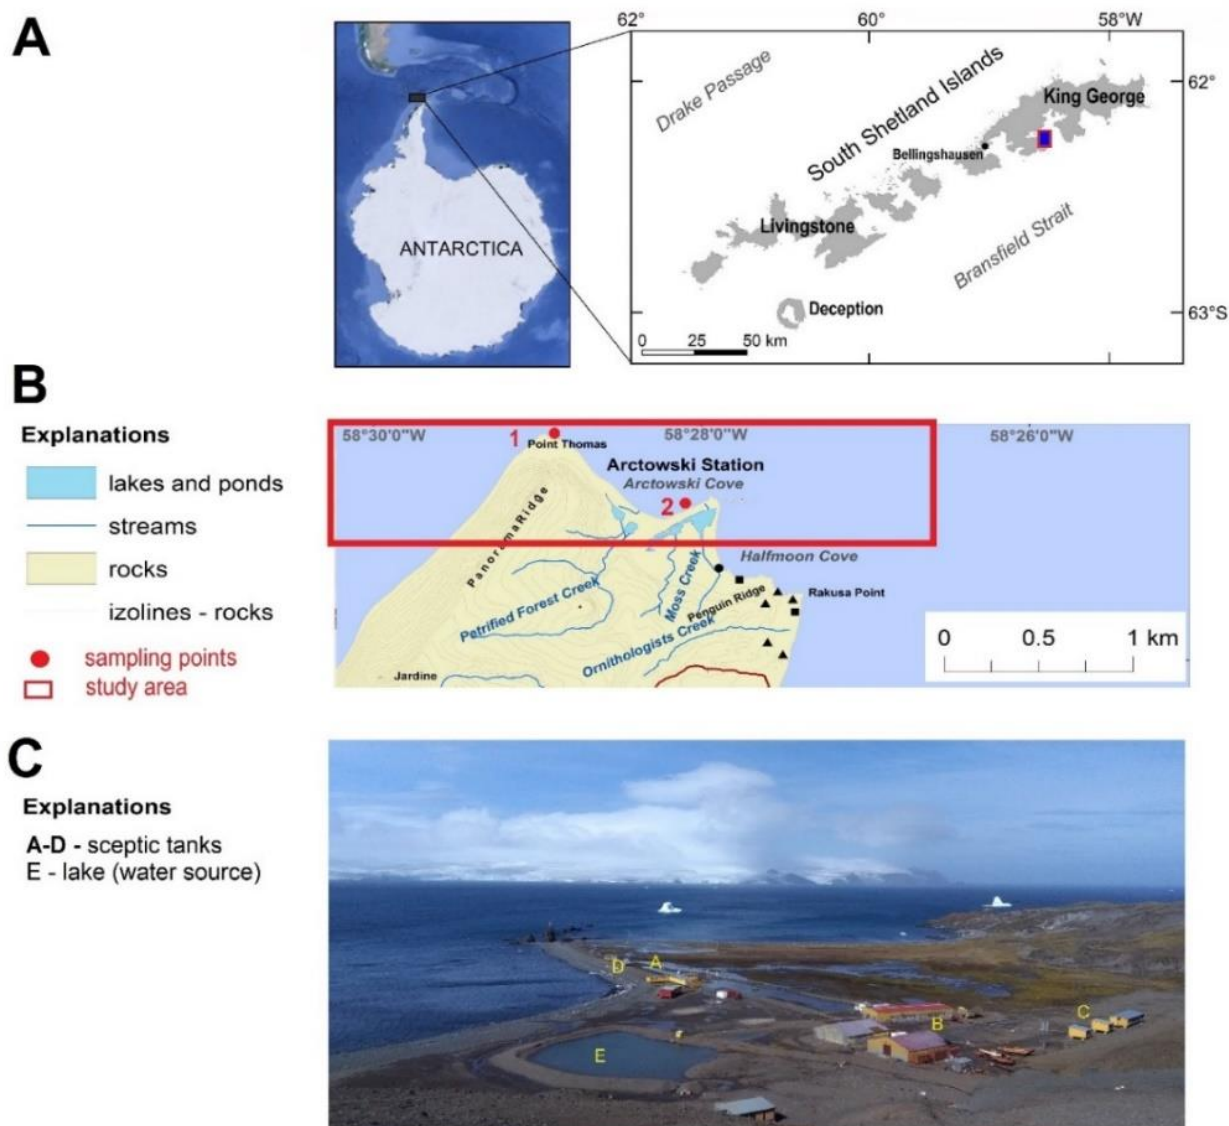 A
62° 60° 58°W
Drake Passage
South Shetland Islands
King George
62°
Bellingshausen
ANTARCTICA
Livingstone
Bransfield Strait
Deception
63°S
0 25 50 km
B
Explanations
lakes and ponds
streams
rocks
izolines - rocks
sampling points
study area
58°30'0"W 58°28'0"W 58°26'0"W
1
Point Thomas
Arctowski Station
Arctowski Cove
2
Panorama Ridge
Halfmoon Cove
Petrified Forest Creek
Moss Creek
Penguin Ridge
Rakusa Point
Ornithologists Creek
Jardine
0 0.5 1 km
C
Explanations
A-D - sceptic tanks
E - lake (water source)
D A
B C
E